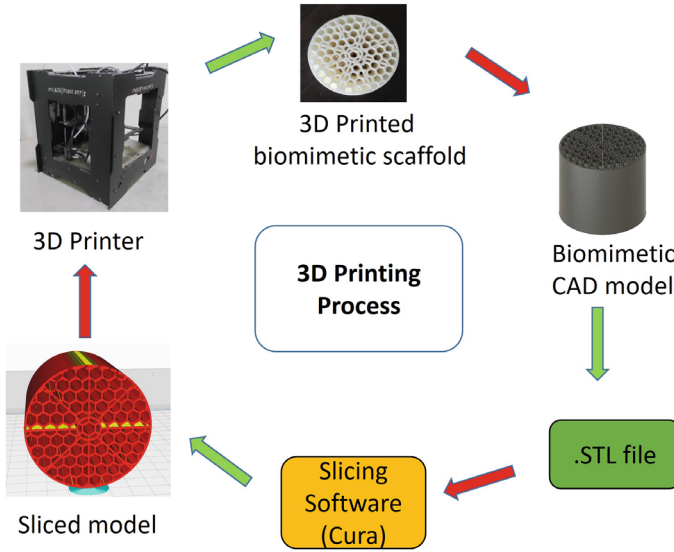 3D Printed
biomimetic scaffold
3D Printer
3D Printing
Process
Biomimetic
CAD model
.STL file
Slicing
Software
(Cura)
Sliced model